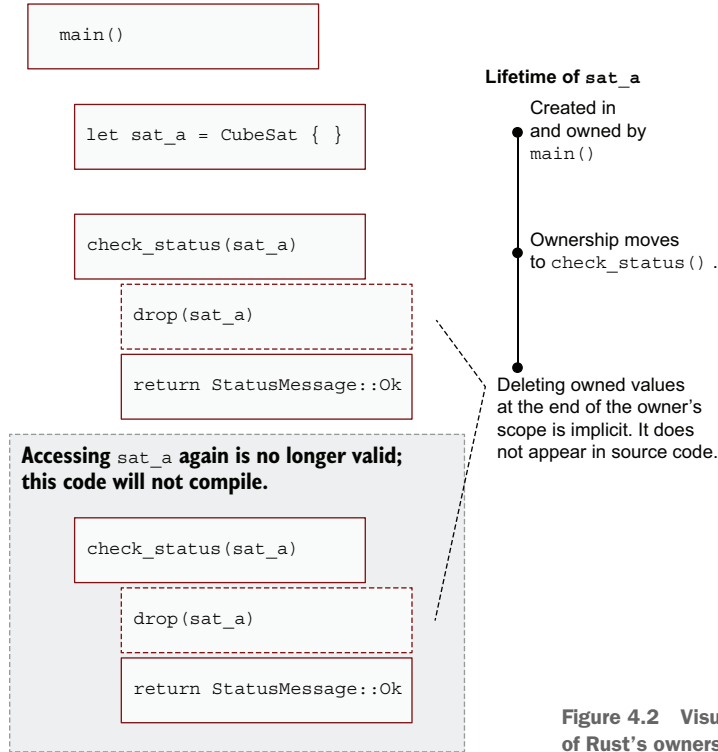 main()
Lifetime of sat_a
Created in
and owned by
main()
let sat_a = CubeSat { }
Ownership moves
to check_status() .
check_status(sat_a)
drop(sat_a)
return StatusMessage::Ok
Deleting owned values
at the end of the owner’s
scope is implicit. It does
not appear in source code.
Accessing sat_a again is no longer valid;
this code will not compile.
check_status(sat_a)
drop(sat_a)
return StatusMessage::Ok
Figure 4.2
of Rust’s